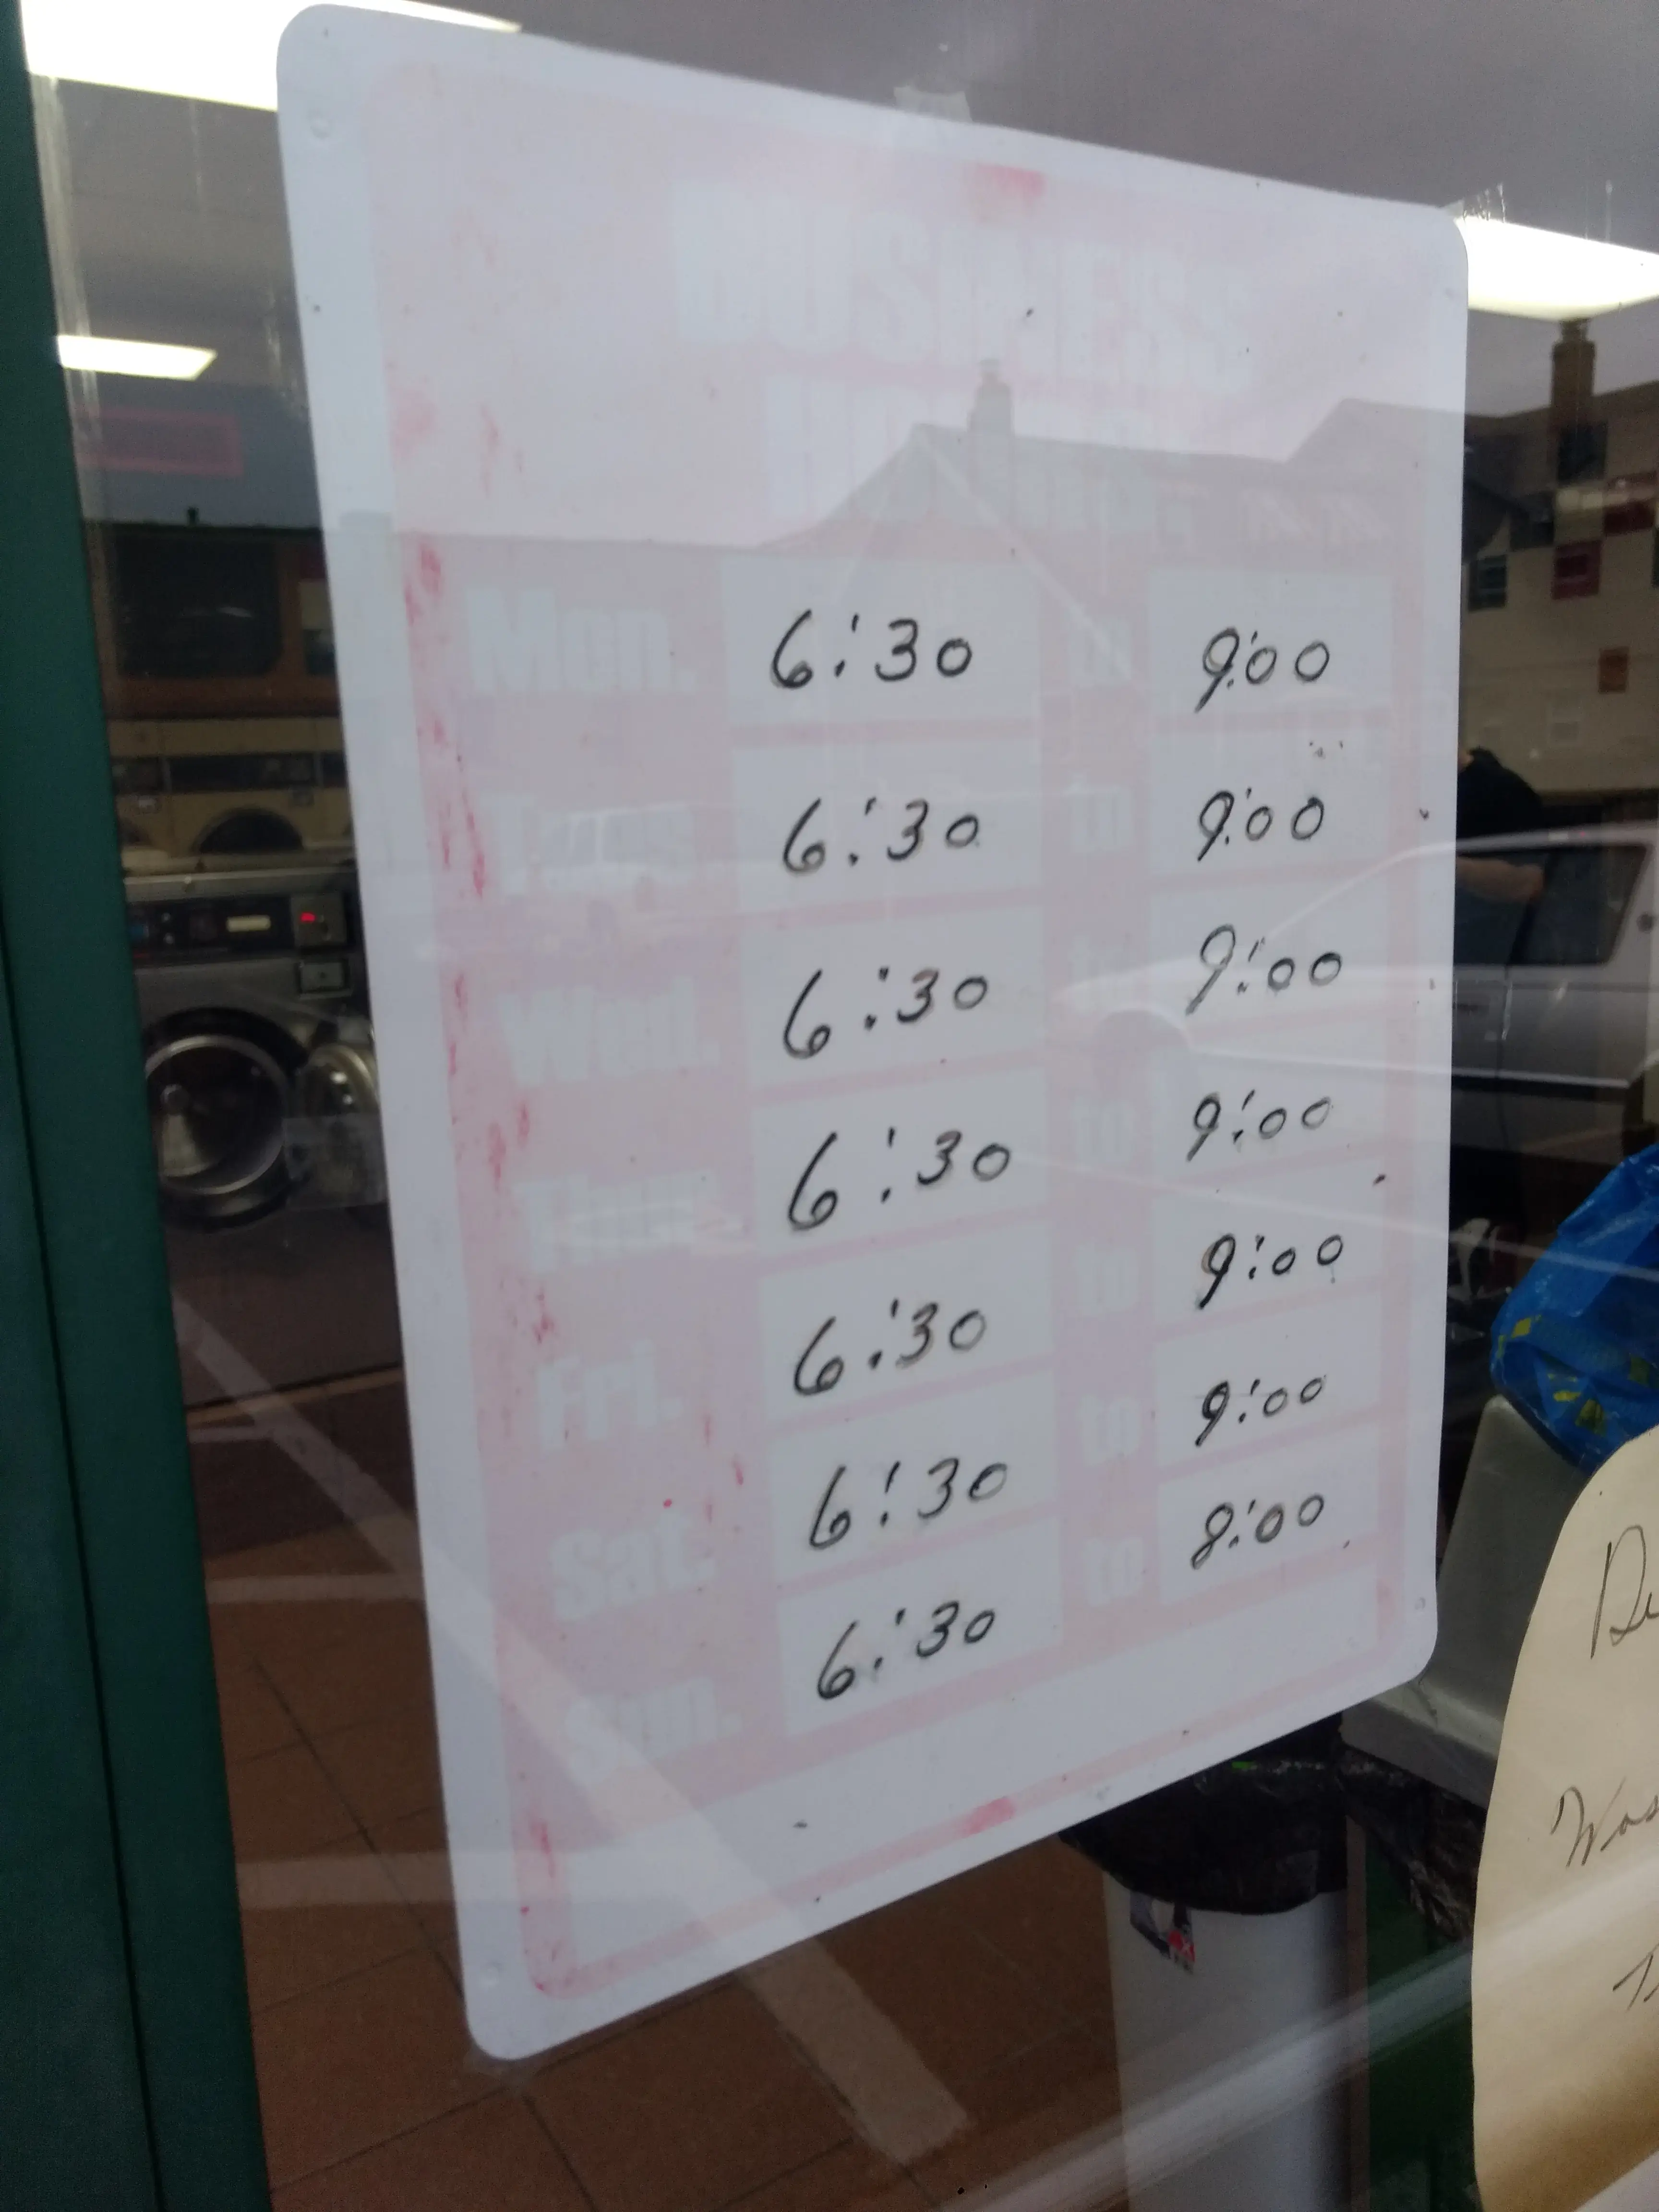 BUSINESS
HOURS
Mon. 6:30 to 9:00
Tues 6:30 to 9:00
Wed. 6:30 to 9:00
Thur. 6:30 to 9:00
Fri. 6:30 to 9:00
Sat. 6:30 to 9:00
Sun. 6:30 to 8:00